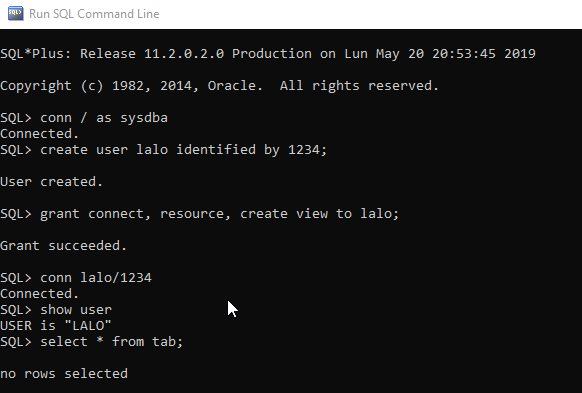 Run SQL Command Line
SQL*Plus: Release 11.2.0.2.0 Production on Lun May 20 20:53:45 2019
Copyright (c) 1982, 2014, Oracle.  All rights reserved.
SQL> conn / as sysdba
Connected.
SQL> create user lalo identified by 1234;
User created.
SQL> grant connect, resource, create view to lalo;
Grant succeeded.
SQL> conn lalo/1234
Connected.
SQL> show user
USER is "LALO"
SQL> select * from tab;
no rows selected